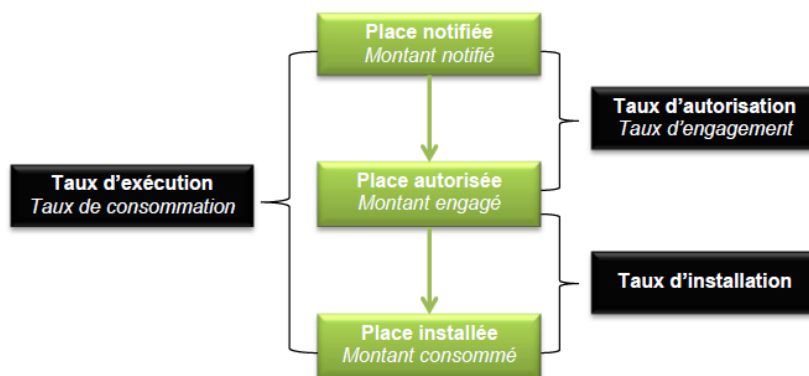 Place notifiée
Montant notifié
Taux d'autorisation
Taux d'engagement
Taux d'exécution
Taux de consommation
Place autorisée
Montant engagé
Taux d'installation
Place installée
Montant consommé